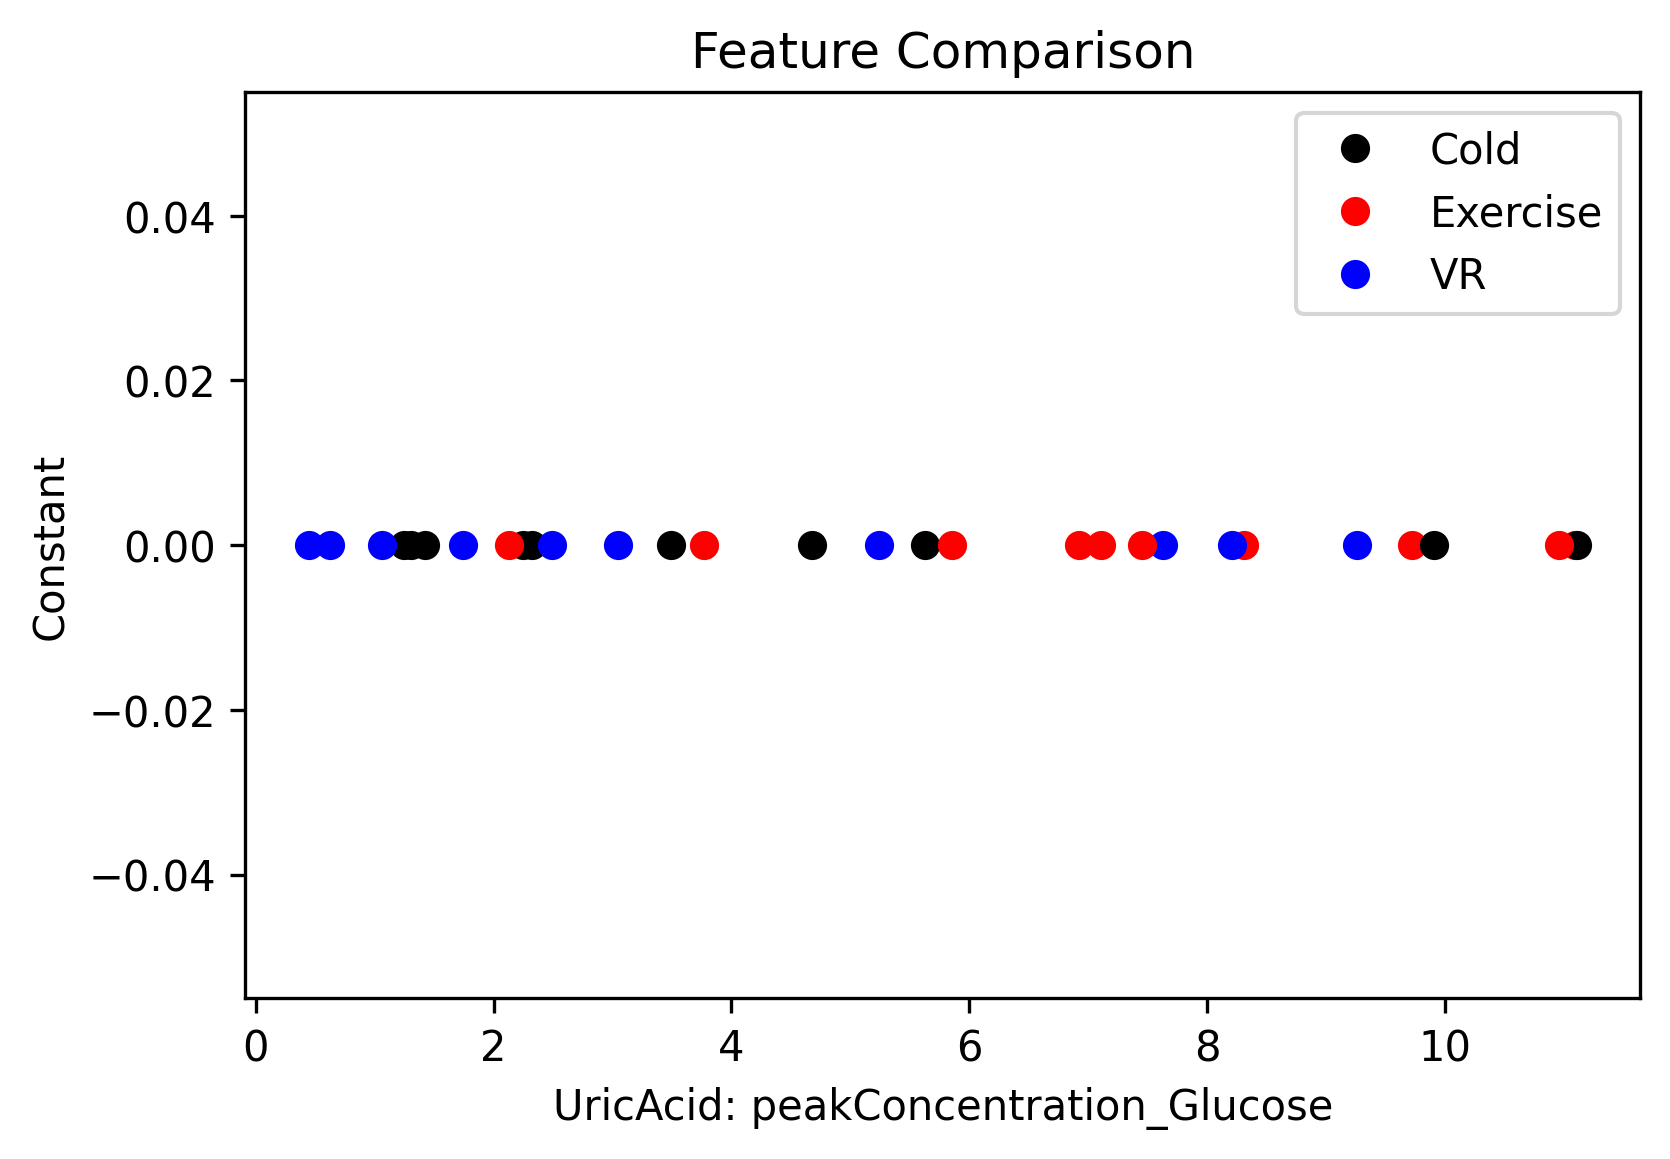 Feature Comparison
Cold
Exercise
VR
0.04
0.02
0.00
−0.02
−0.04
Constant
0 2 4 6 8 10
UricAcid: peakConcentration_Glucose